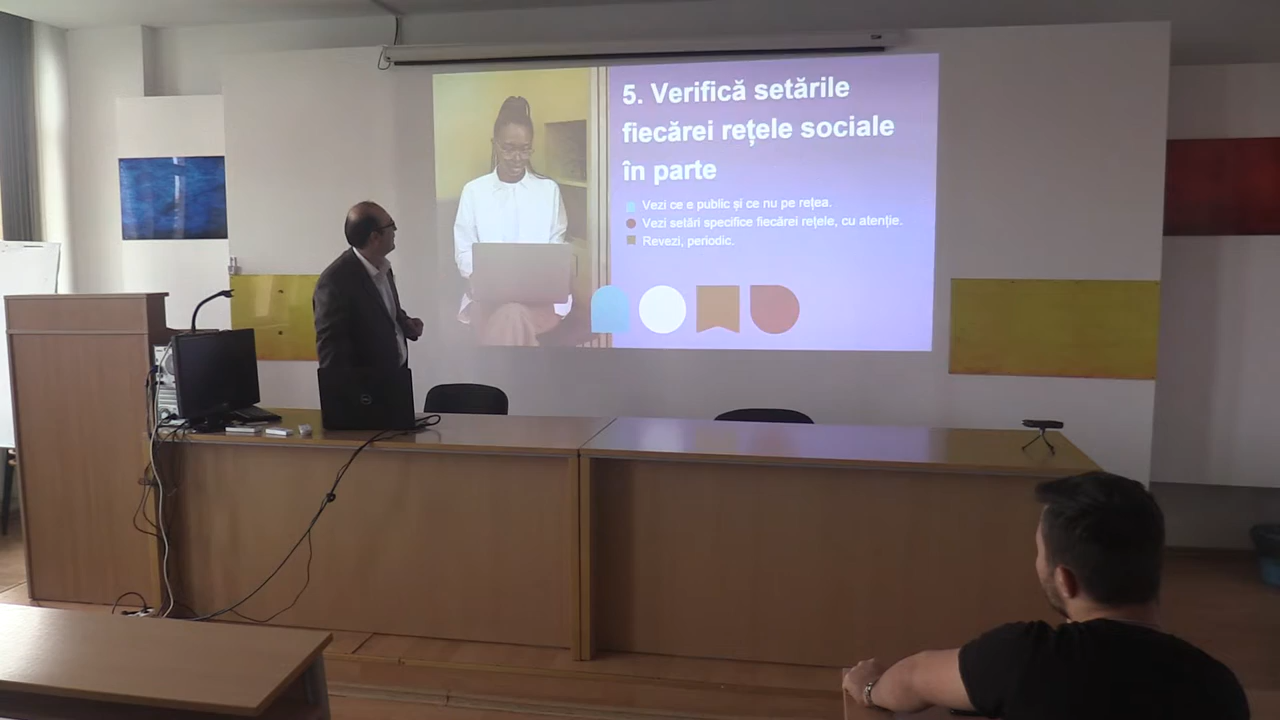 5. Verifică setările
fiecărei rețele sociale
în parte
Vezi ce e public și ce nu pe rețea.
Vezi setări specifice fiecărei rețele, cu atenție.
Revezi, periodic.